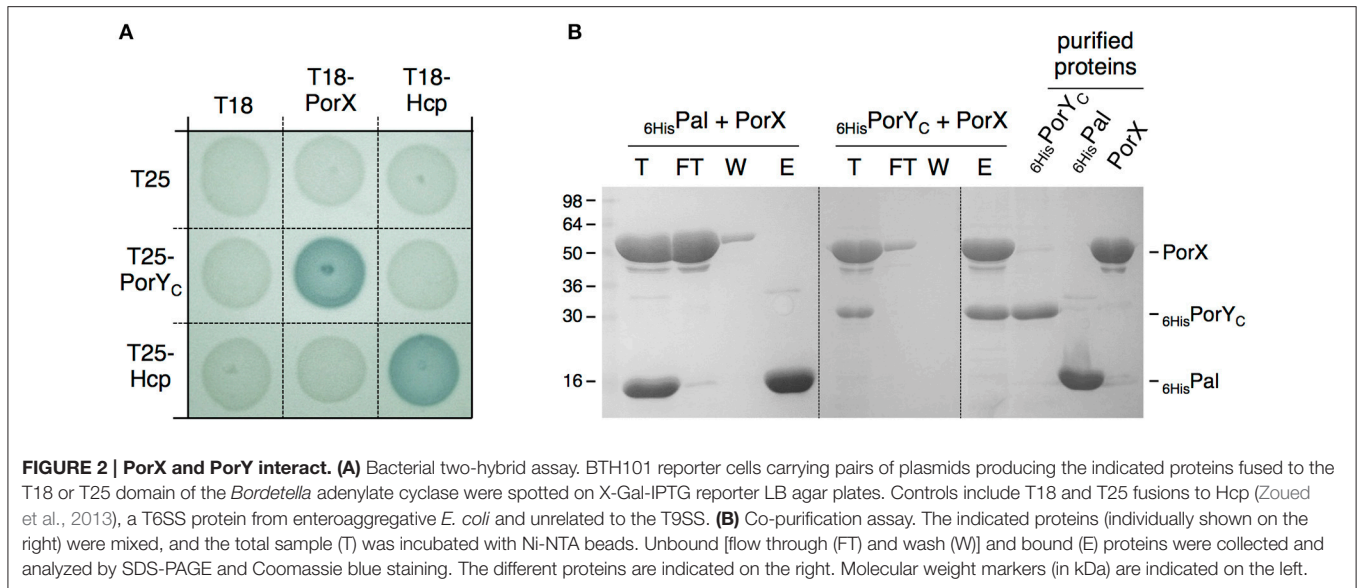 A
T18
T18-
PorX
T18-
Hcp
T25
T25-
PorYC
T25-
Hcp
B
purified
proteins
6HisPal + PorX
6HisPorYC + PorX
6HisPorYC
6HisPal
PorX
T FT W E
T FT W E
98
64
50
36
30
16
PorX
6HisPorYC
6HisPal
FIGURE 2 | PorX and PorY interact. (A) Bacterial two-hybrid assay. BTH101 reporter cells carrying pairs of plasmids producing the indicated proteins fused to the
T18 or T25 domain of the Bordetella adenylate cyclase were spotted on X-Gal-IPTG reporter LB agar plates. Controls include T18 and T25 fusions to Hcp (Zoued
et al., 2013), a T6SS protein from enteroaggregative E. coli and unrelated to the T9SS. (B) Co-purification assay. The indicated proteins (individually shown on the
right) were mixed, and the total sample (T) was incubated with Ni-NTA beads. Unbound [flow through (FT) and wash (W)] and bound (E) proteins were collected and
analyzed by SDS-PAGE and Coomassie blue staining. The different proteins are indicated on the right. Molecular weight markers (in kDa) are indicated on the left.